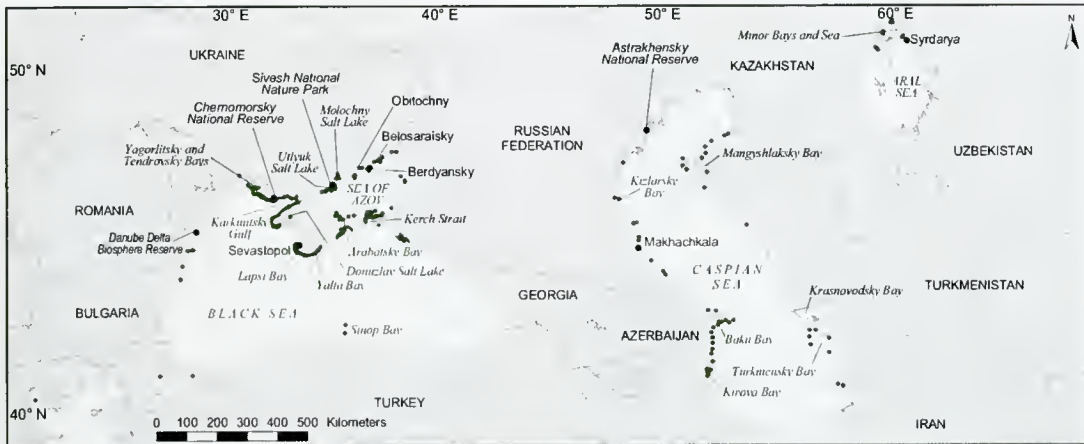 30° E
40° E
50° E
60° E
N
50° N
40° N
UKRAINE
Sivesh National
Nature Park
Chernomorsky
National Reserve
Molochny
Salt Lake
Obitochny
Belosaraisky
Yagorlitsky and
Tendrovsky Bays
Utlyuk
Salt Lake
Berdyansky
SEA OF
AZOV
ROMANIA
Karkinitsky
Gulf
Kerch Strait
Danube Delta
Biosphere Reserve
Sevastopol
Arabatsky Bay
Donuzlav Salt Lake
Lapsi Bay
Yalta Bay
BULGARIA
BLACK SEA
Sinop Bay
TURKEY
0 100 200 300 400 500 Kilometers
Astrakhensky
National Reserve
Minor Bays and Sea
Syrdarya
KAZAKHSTAN
ARAL
SEA
RUSSIAN
FEDERATION
Mangyshlaksky Bay
UZBEKISTAN
Kizlarsky
Bay
Makhachkala
CASPIAN
SEA
Krasnovodsky Bay
TURKMENISTAN
GEORGIA
AZERBAIJAN
Baku Bay
Turkmensky Bay
Kirova Bay
IRAN